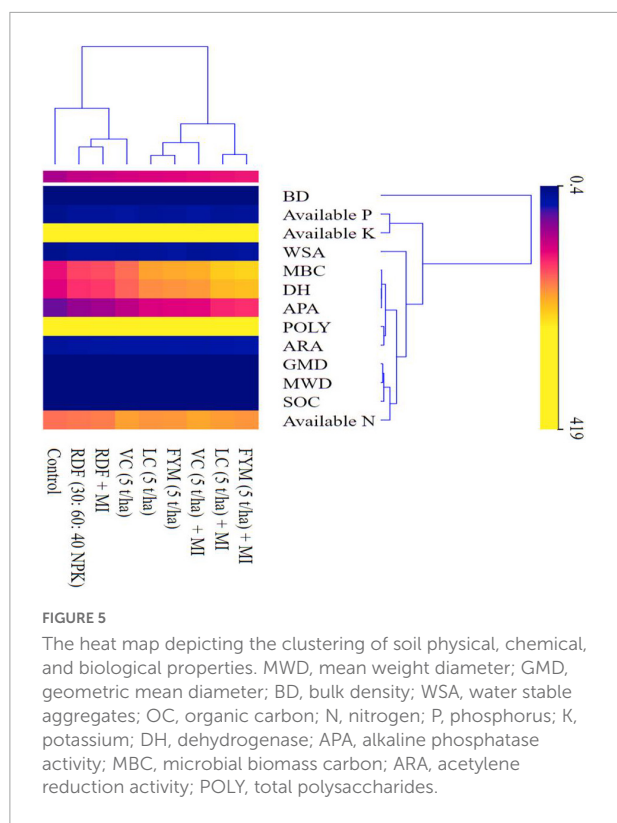 BD
Available P
Available K
WSA
MBC
DH
APA
POLY
ARA
GMD
MWD
SOC
Available N
0.4
419
Control
RDF (30: 60: 40 NPK)
RDF + MI
VC (5 t/ha)
LC (5 t/ha)
FYM (5 t/ha)
VC (5 t/ha) + MI
LC (5 t/ha) + MI
FYM (5 t/ha) + MI
FIGURE 5
The heat map depicting the clustering of soil physical, chemical,
and biological properties. MWD, mean weight diameter; GMD,
geometric mean diameter; BD, bulk density; WSA, water stable
aggregates; OC, organic carbon; N, nitrogen; P, phosphorus; K,
potassium; DH, dehydrogenase; APA, alkaline phosphatase
activity; MBC, microbial biomass carbon; ARA, acetylene
reduction activity; POLY, total polysaccharides.